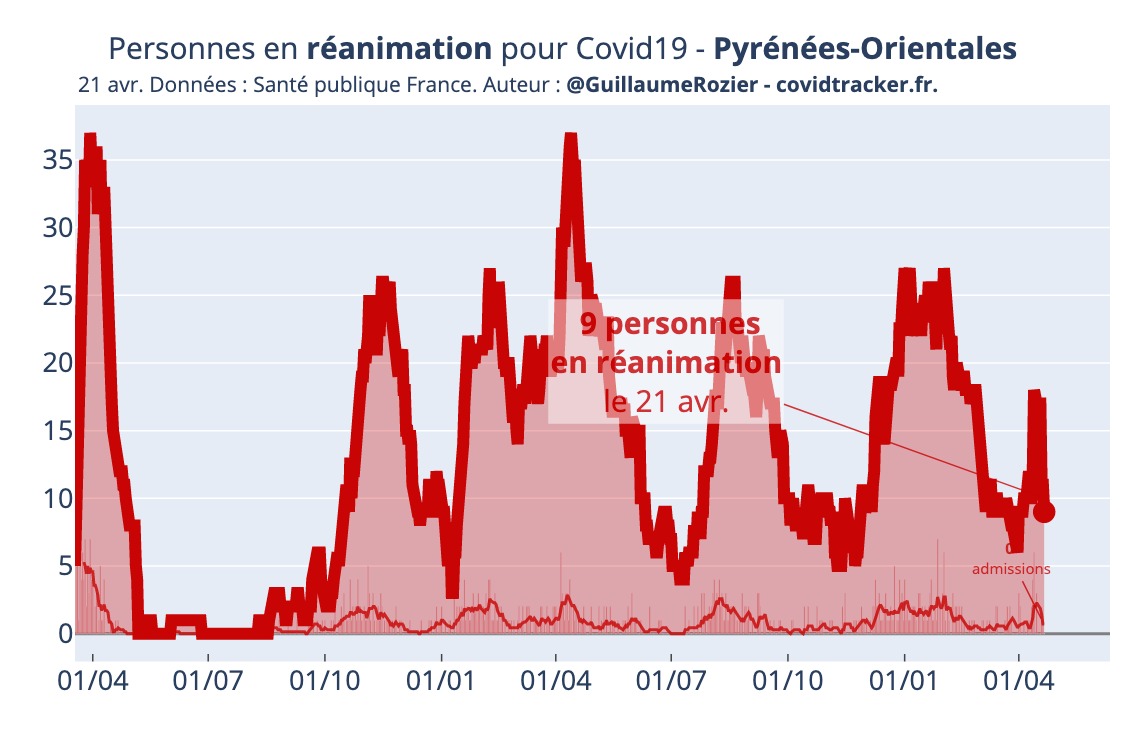 Personnes en réanimation pour Covid19 - Pyrénées-Orientales
21 avr. Données : Santé publique France. Auteur : @GuillaumeRozier - covidtracker.fr.
35
30
25
20
15
10
5
0
9 personnes
en réanimation
le 21 avr.
admissions
01/04 01/07 01/10 01/01 01/04 01/07 01/10 01/01 01/04